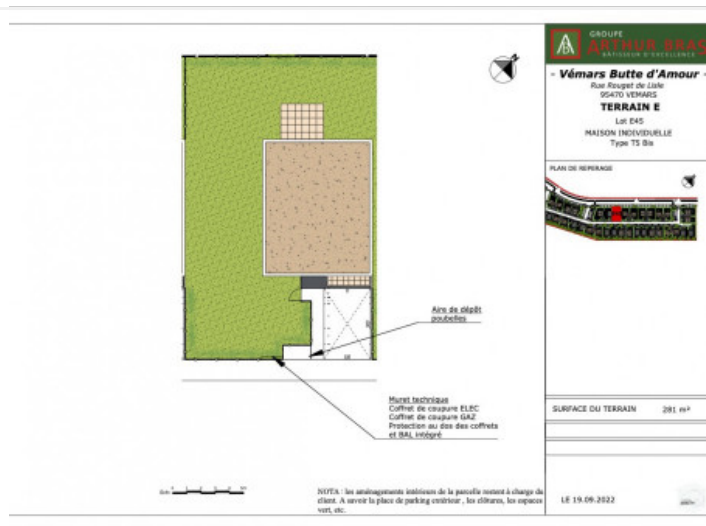 GROUPE
ARTHUR BRAS
BÂTISSEUR D'EXCELLENCE
- Vémars Butte d'Amour -
Rue Rouget de Lisle
95470 VEMARS
TERRAIN E
Lot E45
MAISON INDIVIDUELLE
Type T5 Bis
PLAN DE REPERAGE
Aire de dépôt
poubelles
Muret technique
Coffret de coupure ELEC
Coffret de coupure GAZ
Protection au dos des coffrets
et BAL intégré
SURFACE DU TERRAIN 281 m²
NOTA : les aménagements intérieurs de la parcelle restent à charge du
client. A savoir la place de parking extérieur, les clôtures, les espaces
vert, etc.
LE 19.09.2022